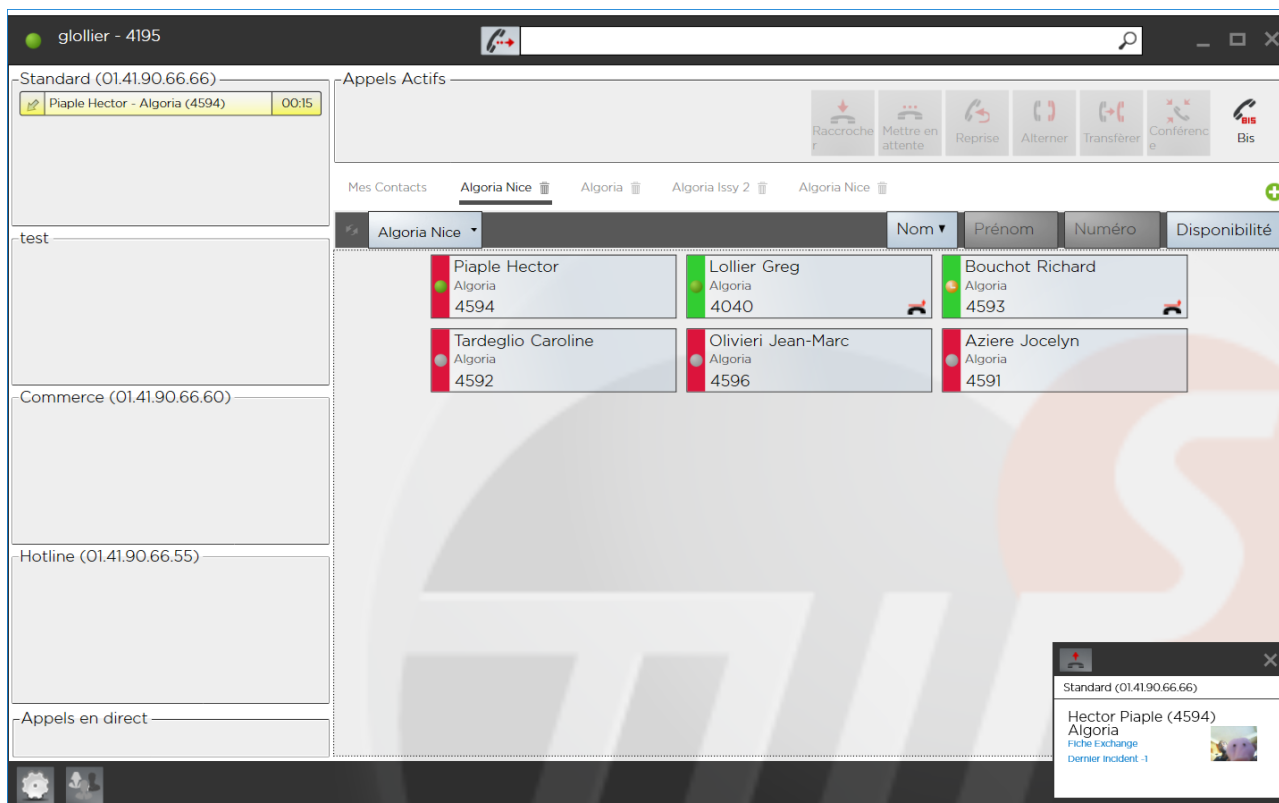 glollier - 4195
Standard (01.41.90.66.66)
Piaple Hector - Algoria (4594) 00:15
test
Commerce (01.41.90.66.60)
Hotline (01.41.90.66.55)
Appels en direct
Appels Actifs
Raccroche
r
Mettre en
attente
Reprise
Alterner
Transférer
Conférenc
e
BIS
Bis
Mes Contacts Algoria Nice Algoria Algoria Issy 2 Algoria Nice
Algoria Nice Nom Prénom Numéro Disponibilité
Piaple Hector
Algoria
4594
Lollier Greg
Algoria
4040
Bouchot Richard
Algoria
4593
Tardeglio Caroline
Algoria
4592
Olivieri Jean-Marc
Algoria
4596
Aziere Jocelyn
Algoria
4591
Standard (01.41.90.66.66)
Hector Piaple (4594)
Algoria
Fiche Exchange
Dernier Incident -1